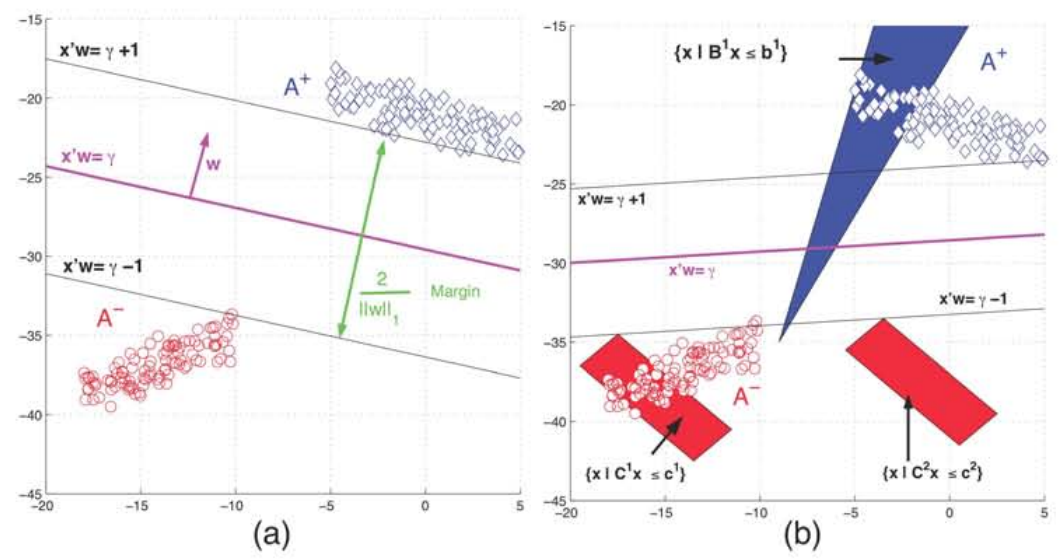 −15
−20
−25
−30
−35
−40
−45
−20
−15
−10
−5
0
5
x'w= γ +1
A⁺
x'w= γ
w
x'w= γ −1
2
||w||₁
Margin
A⁻
(a)
−15
−20
−25
−30
−35
−40
−45
−20
−15
−10
−5
0
5
{x | B¹x ≤ b¹}
A⁺
x'w= γ +1
x'w= γ
x'w= γ −1
A⁻
{x | C¹x ≤ c¹}
{x | C²x ≤ c²}
(b)